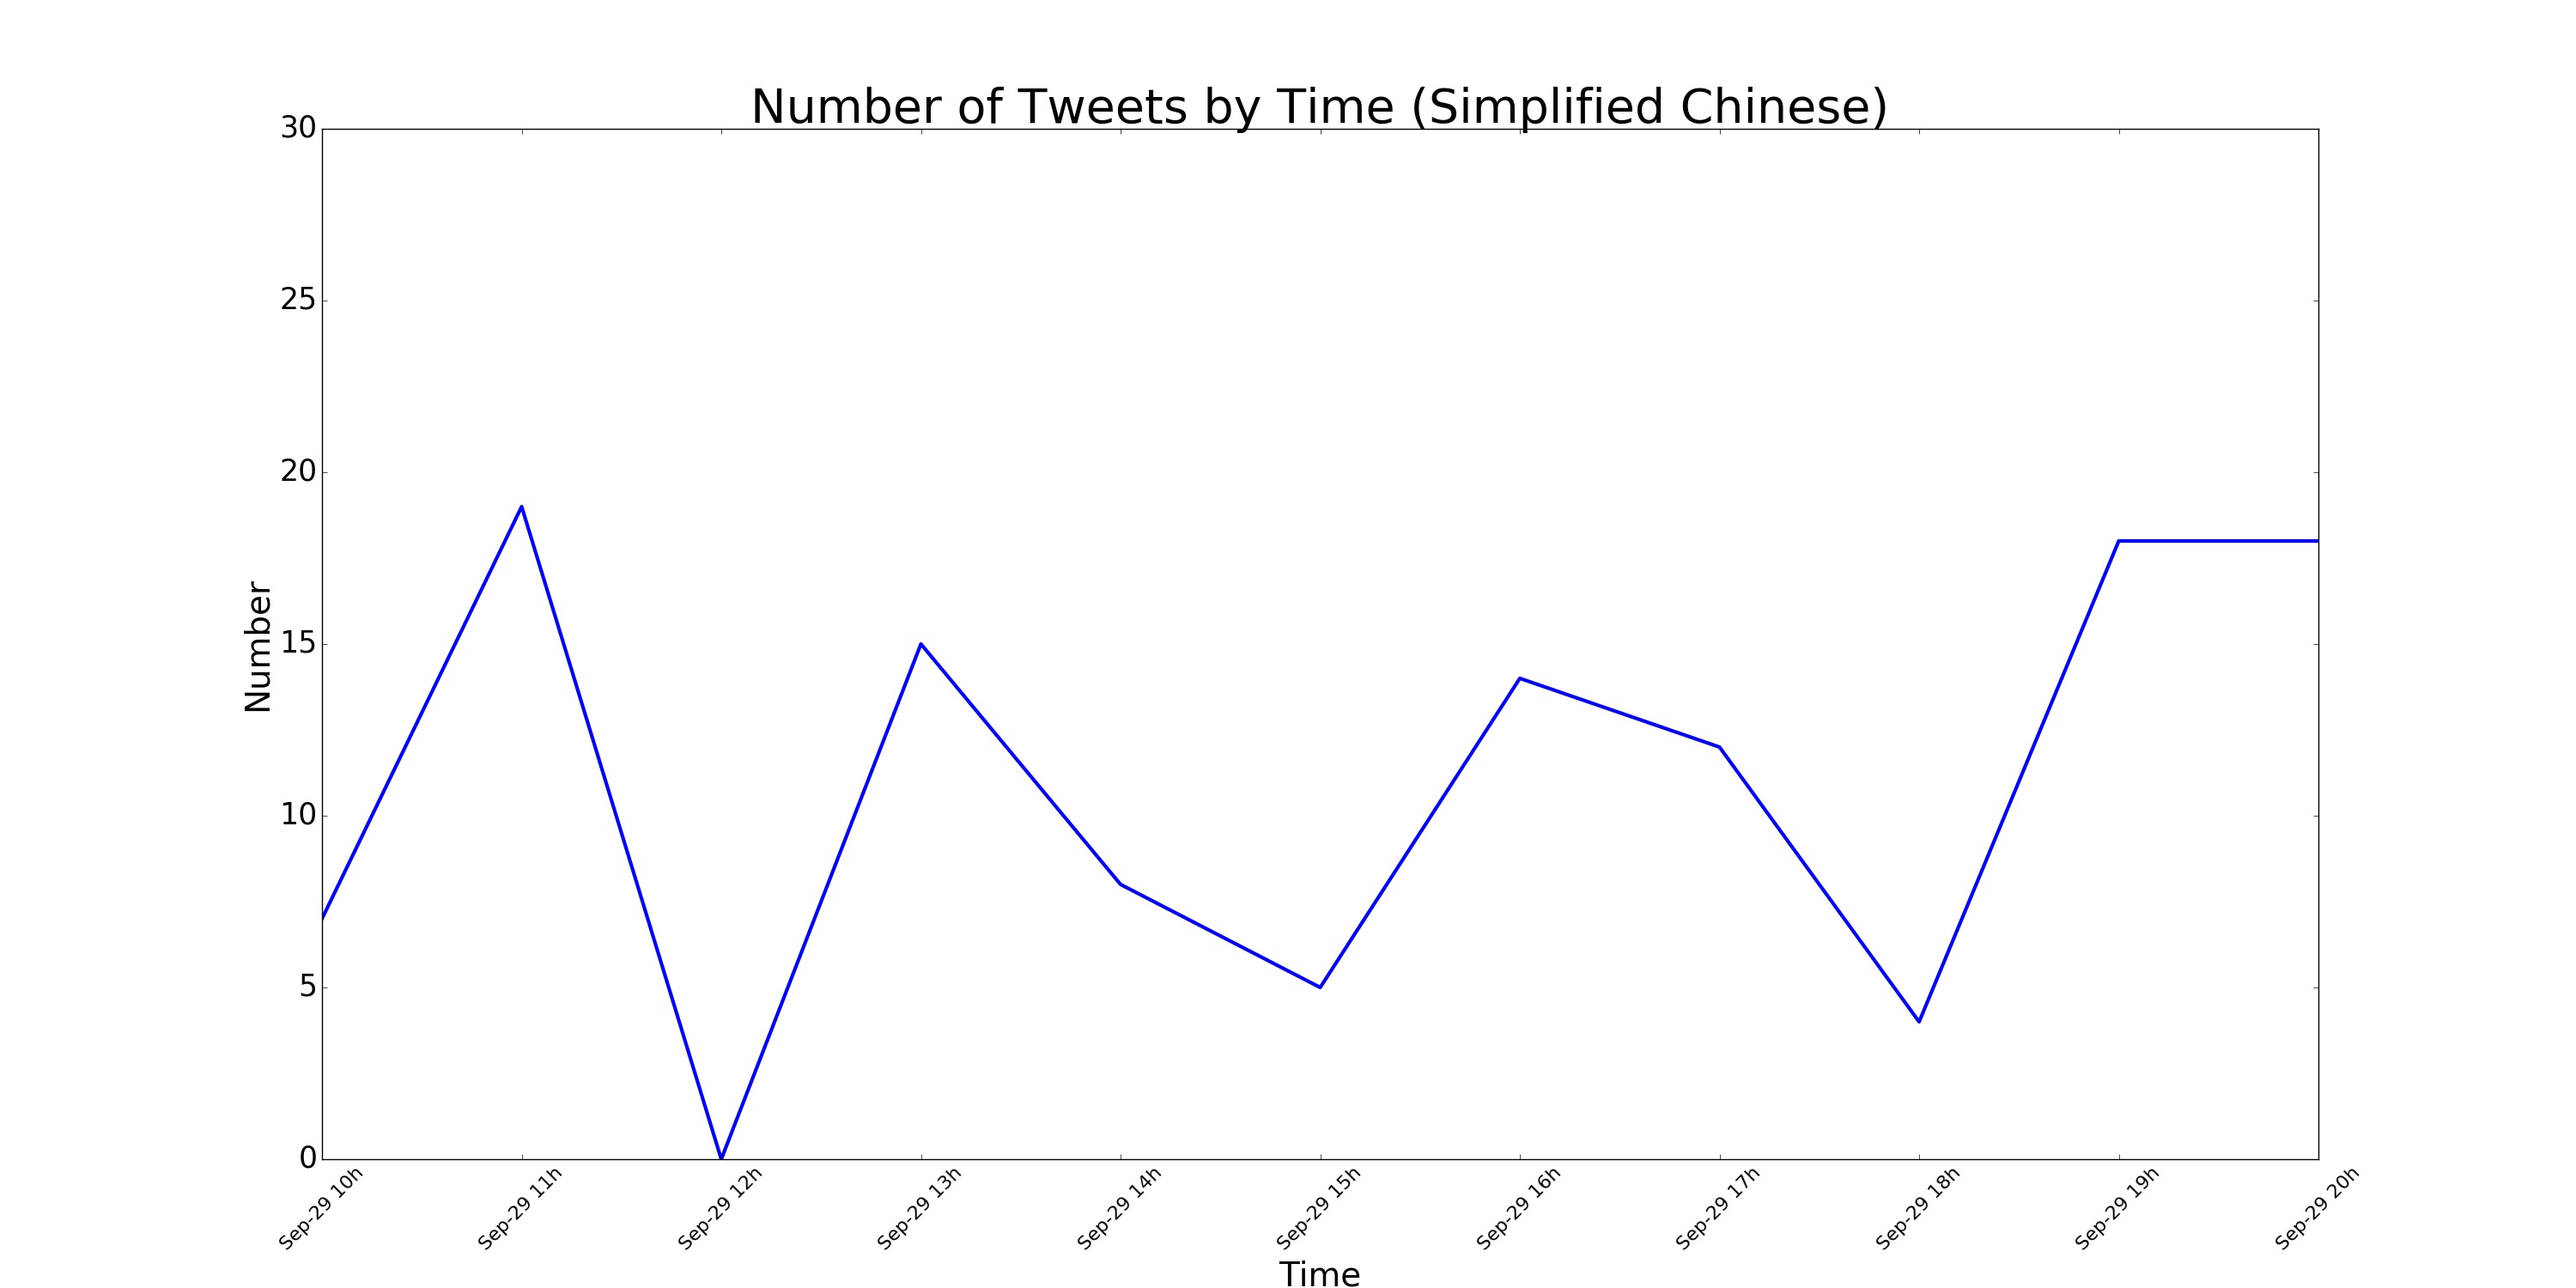 Number of Tweets by Time (Simplified Chinese)
30
25
20
15
10
5
0
Number
Sep-29 10h
Sep-29 11h
Sep-29 12h
Sep-29 13h
Sep-29 14h
Sep-29 15h
Sep-29 16h
Sep-29 17h
Sep-29 18h
Sep-29 19h
Sep-29 20h
Time